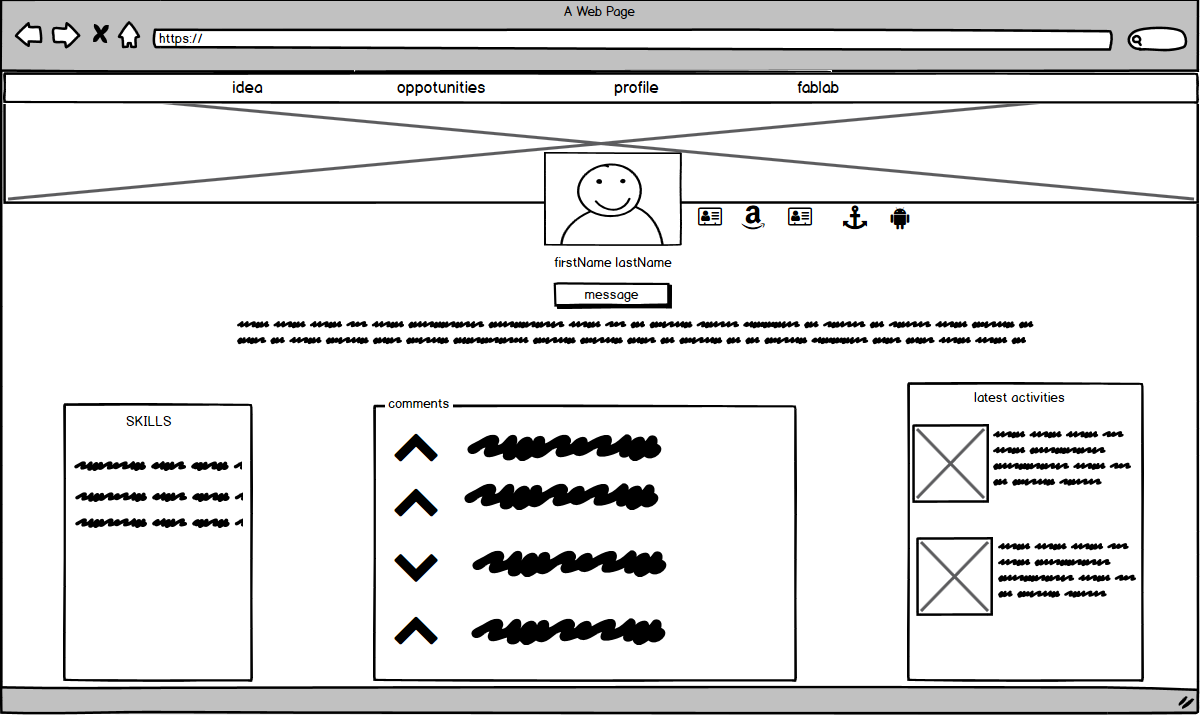 A Web Page
https://
idea oppotunities profile fablab
a
firstName lastName
message
SKILLS
comments
latest activities